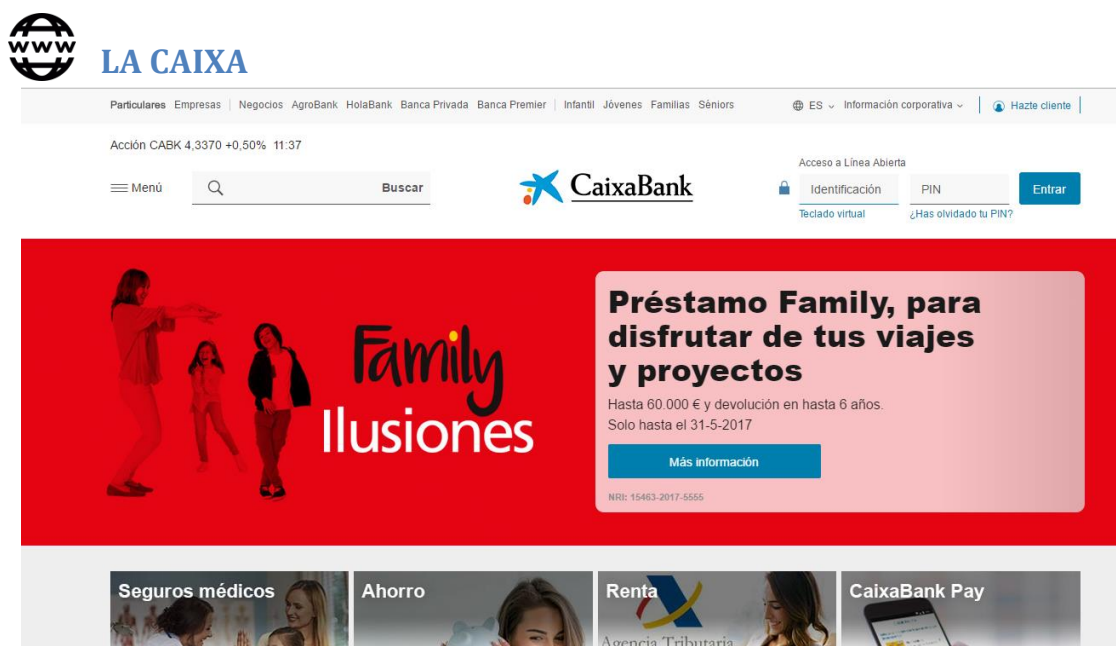 www
LA CAIXA
Particulares Empresas Negocios AgroBank HolaBank Banca Privada Banca Premier Infantil Jóvenes Familias Séniors ES Información corporativa Hazte cliente
Acción CABK 4,3370 +0,50% 11:37
Acceso a Línea Abierta
Menú Buscar CaixaBank Identificación PIN Entrar
Teclado virtual ¿Has olvidado tu PIN?
Family
Ilusiones
Préstamo Family, para
disfrutar de tus viajes
y proyectos
Hasta 60.000 € y devolución en hasta 6 años.
Solo hasta el 31-5-2017
Más información
NRI: 15463-2017-5555
Seguros médicos Ahorro Renta CaixaBank Pay
Agencia Tributaria